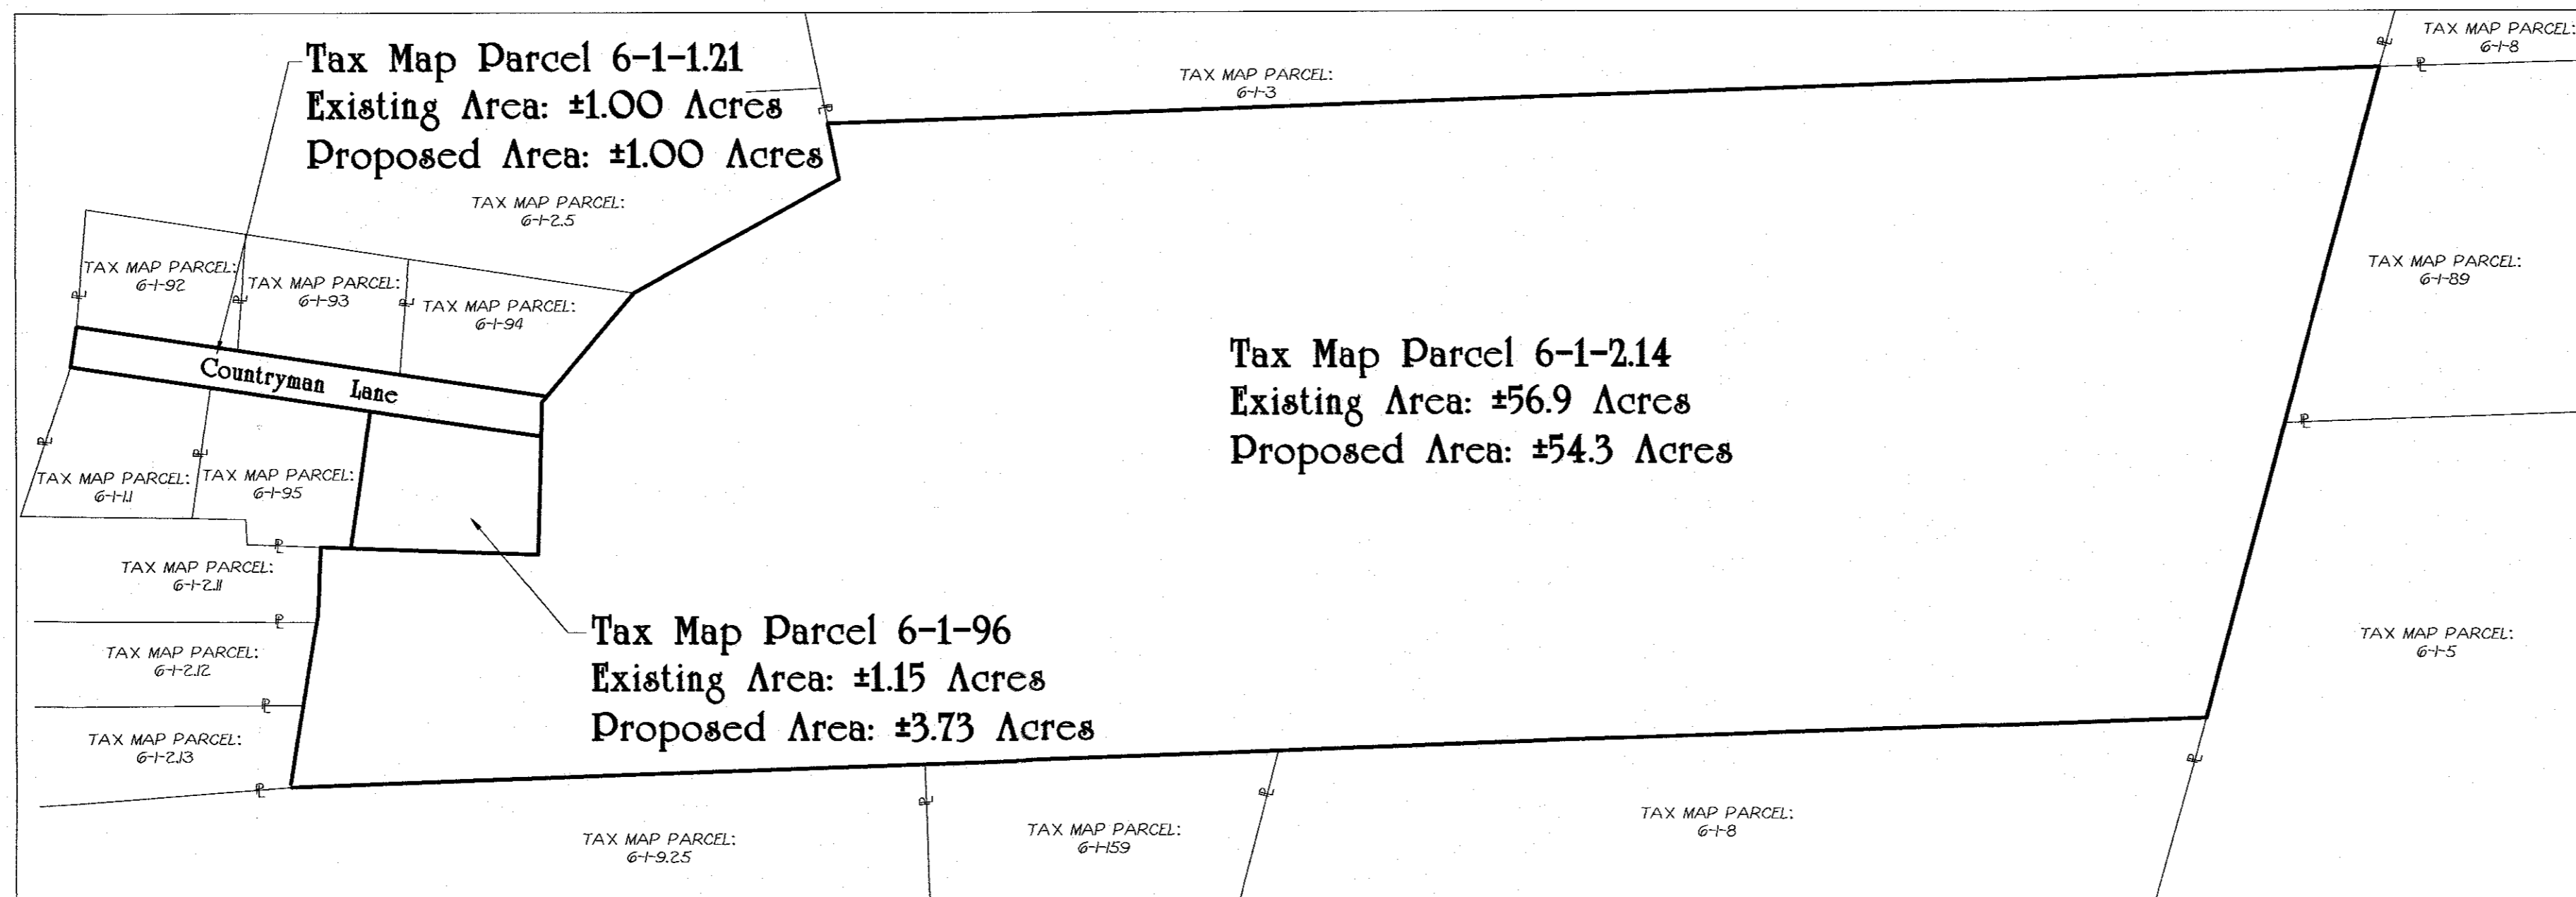 Tax Map Parcel 6-1-1.21
Existing Area: ±1.00 Acres
Proposed Area: ±1.00 Acres
TAX MAP PARCEL:
6-1-3
TAX MAP PARCEL:
6-1-8
TAX MAP PARCEL:
6-1-2.5
TAX MAP PARCEL:
6-1-92
TAX MAP PARCEL:
6-1-93
TAX MAP PARCEL:
6-1-94
TAX MAP PARCEL:
6-1-89
Countryman Lane
Tax Map Parcel 6-1-2.14
Existing Area: ±56.9 Acres
Proposed Area: ±54.3 Acres
TAX MAP PARCEL:
6-1-1.1
TAX MAP PARCEL:
6-1-95
TAX MAP PARCEL:
6-1-2.11
TAX MAP PARCEL:
6-1-2.12
TAX MAP PARCEL:
6-1-2.13
Tax Map Parcel 6-1-96
Existing Area: ±1.15 Acres
Proposed Area: ±3.73 Acres
TAX MAP PARCEL:
6-1-5
TAX MAP PARCEL:
6-1-9.25
TAX MAP PARCEL:
6-1-159
TAX MAP PARCEL:
6-1-8